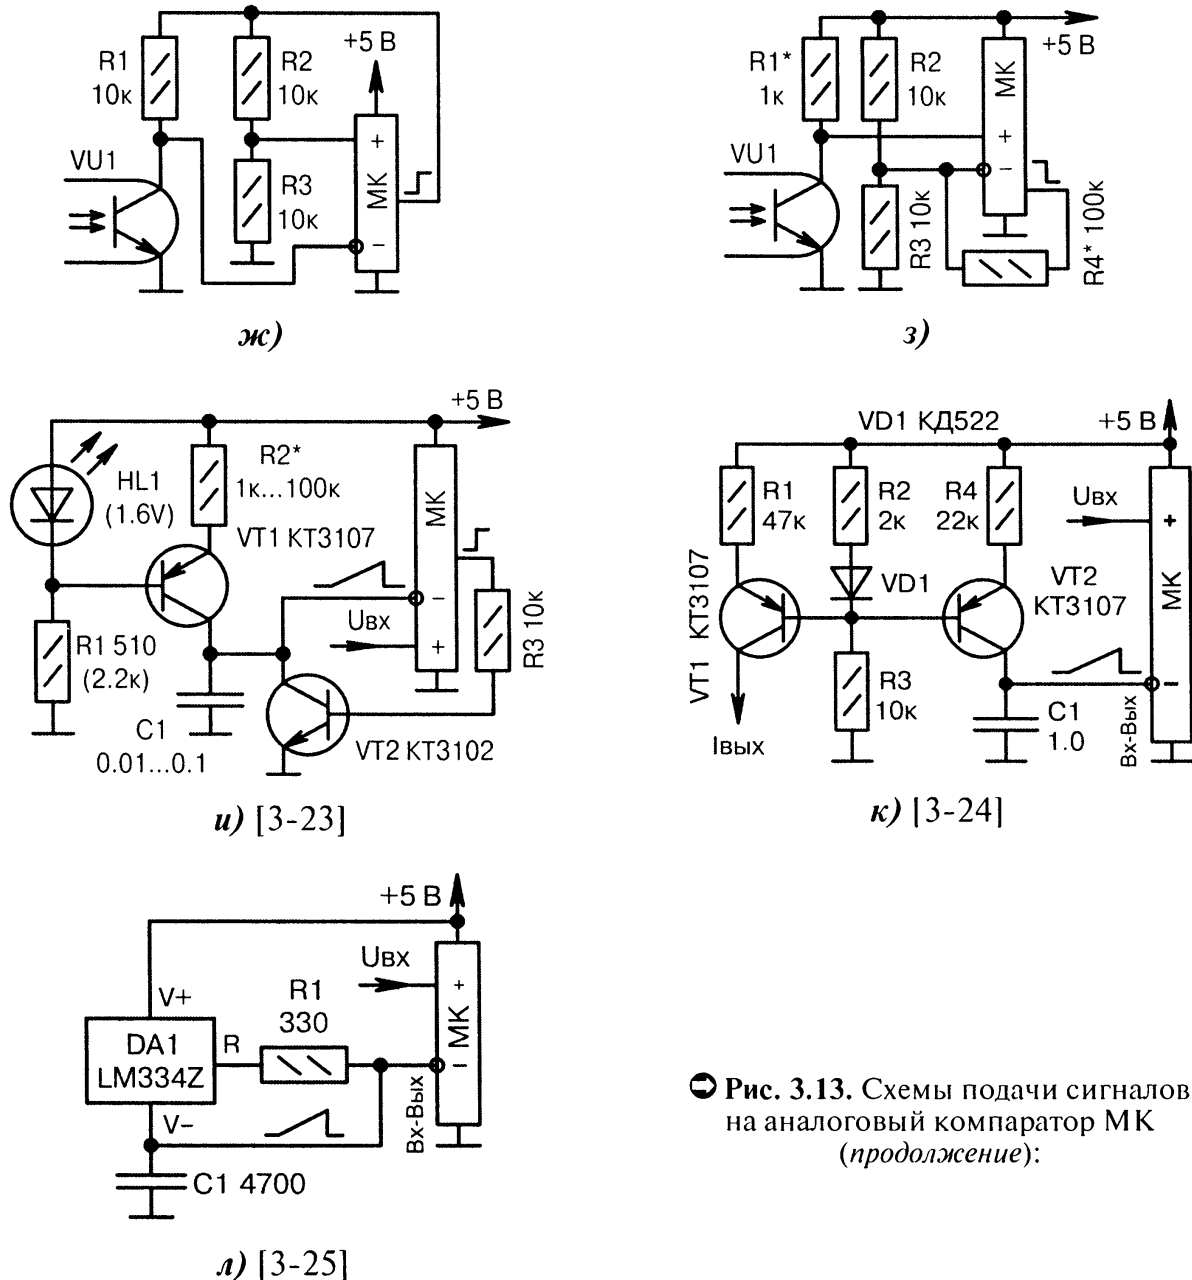 +5 В
R1
10к
R2
10к
VU1
R3
10к
+
МК
−
ж)
+5 В
R1*
1к
R2
10к
МК
+
−
VU1
R3 10к
R4* 100к
з)
+5 В
HL1
(1.6V)
R2*
1к...100к
МК
VT1 КТ3107
−
Uвх
+
R3 10к
R1 510
(2.2к)
C1
0.01...0.1
VT2 КТ3102
и) [3-23]
VD1 КД522
+5 В
R1
47к
R2
2к
R4
22к
Uвх
+
МК
VT1 КТ3107
VD1
VT2
КТ3107
R3
10к
−
C1
1.0
Вх-Вых
Iвых
к) [3-24]
+5 В
Uвх
+
МК
V+
R1
330
DA1
LM334Z
R
−
Вх-Вых
V−
C1 4700
л) [3-25]
➲ Рис. 3.13. Схемы подачи сигналов
на аналоговый компаратор МК
(продолжение):